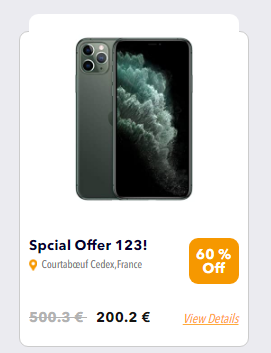 Spcial Offer 123!
Courtabœuf Cedex,France
60 %
Off
500.3 € 200.2 €
View Details